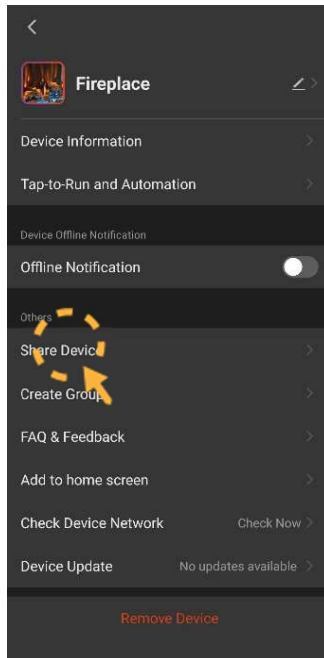 Fireplace
Device Information
Tap-to-Run and Automation
Device Offline Notification
Offline Notification
Others
Share Device
Create Group
FAQ & Feedback
Add to home screen
Check Device Network Check Now
Device Update No updates available
Remove Device